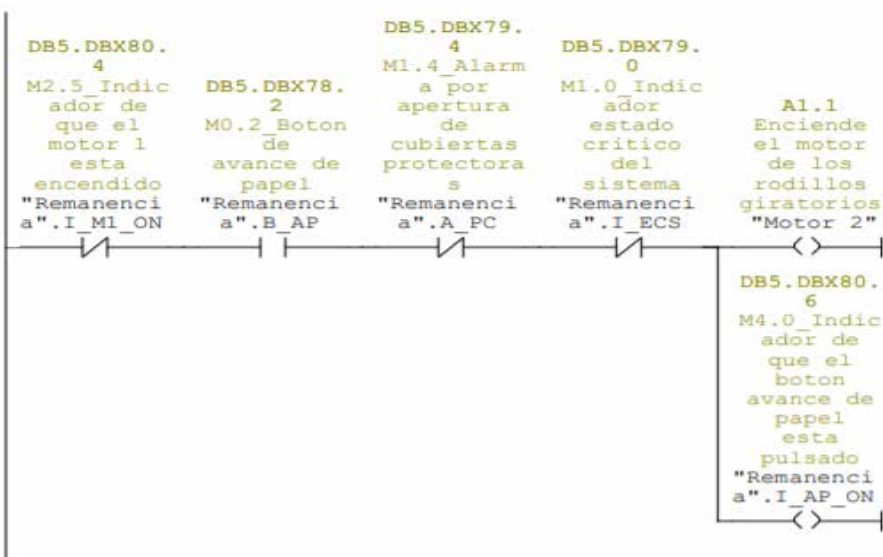 DB5.DBX80.
4
M2.5_Indic
ador de
que el
motor 1
esta
encendido
"Remanenci
a".I_M1_ON
DB5.DBX78.
2
M0.2_Boton
de
avance de
papel
"Remanenci
a".B_AP
DB5.DBX79.
4
M1.4_Alarm
a por
apertura
de
cubiertas
protectora
s
"Remanenci
a".A_PC
DB5.DBX79.
0
M1.0_Indic
ador
estado
critico
del
sistema
"Remanenci
a".I_ECS
A1.1
Enciende
el motor
de los
rodillos
giratorios
"Motor 2"
DB5.DBX80.
6
M4.0_Indic
ador de
que el
boton
avance de
papel
esta
pulsado
"Remanenci
a".I_AP_ON